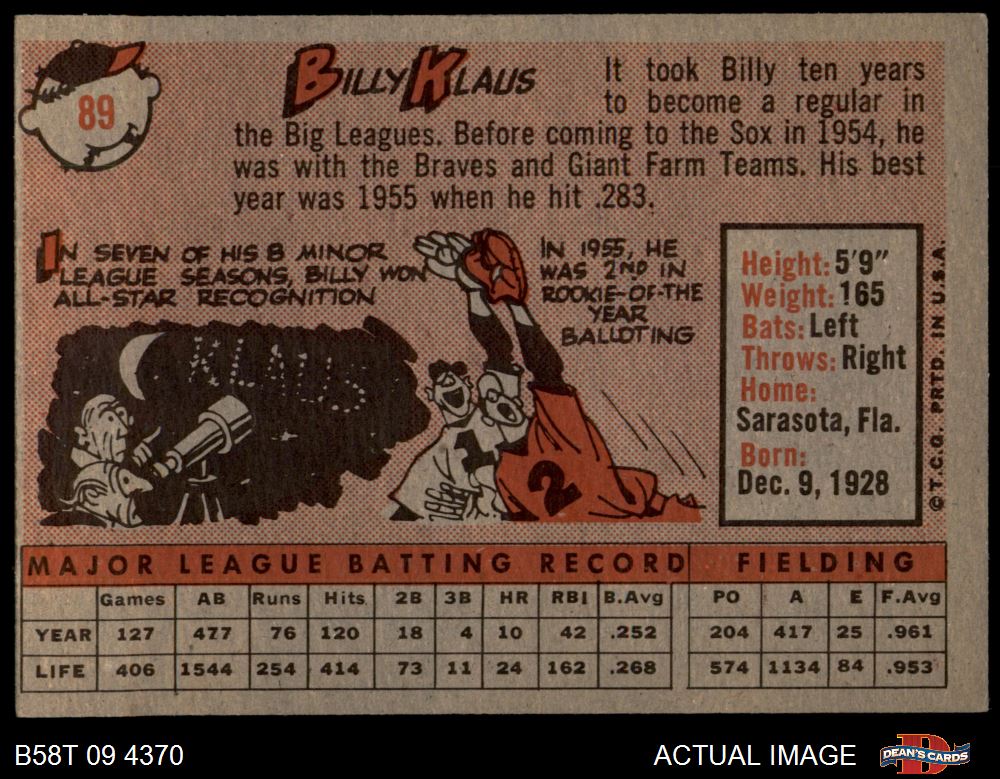 89
BILLY KLAUS
It took Billy ten years
to become a regular in
the Big Leagues. Before coming to the Sox in 1954, he
was with the Braves and Giant Farm Teams. His best
year was 1955 when he hit .283.
IN SEVEN OF HIS 8 MINOR
LEAGUE SEASONS, BILLY WON
ALL-STAR RECOGNITION
KLAUS
IN 1955, HE
WAS 2ND IN
ROOKIE-OF-THE
YEAR
BALLOTING
1
2
Height: 5'9"
Weight: 165
Bats: Left
Throws: Right
Home:
Sarasota, Fla.
Born:
Dec. 9, 1928
©T.C.G. PRTD. IN U.S.A.
MAJOR LEAGUE BATTING RECORD FIELDING
Games AB Runs Hits 2B 3B HR RBI B.Avg PO A E F.Avg
YEAR 127 477 76 120 18 4 10 42 .252 204 417 25 .961
LIFE 406 1544 254 414 73 11 24 162 .268 574 1134 84 .953
B58T 09 4370 ACTUAL IMAGE DEAN'S CARDS